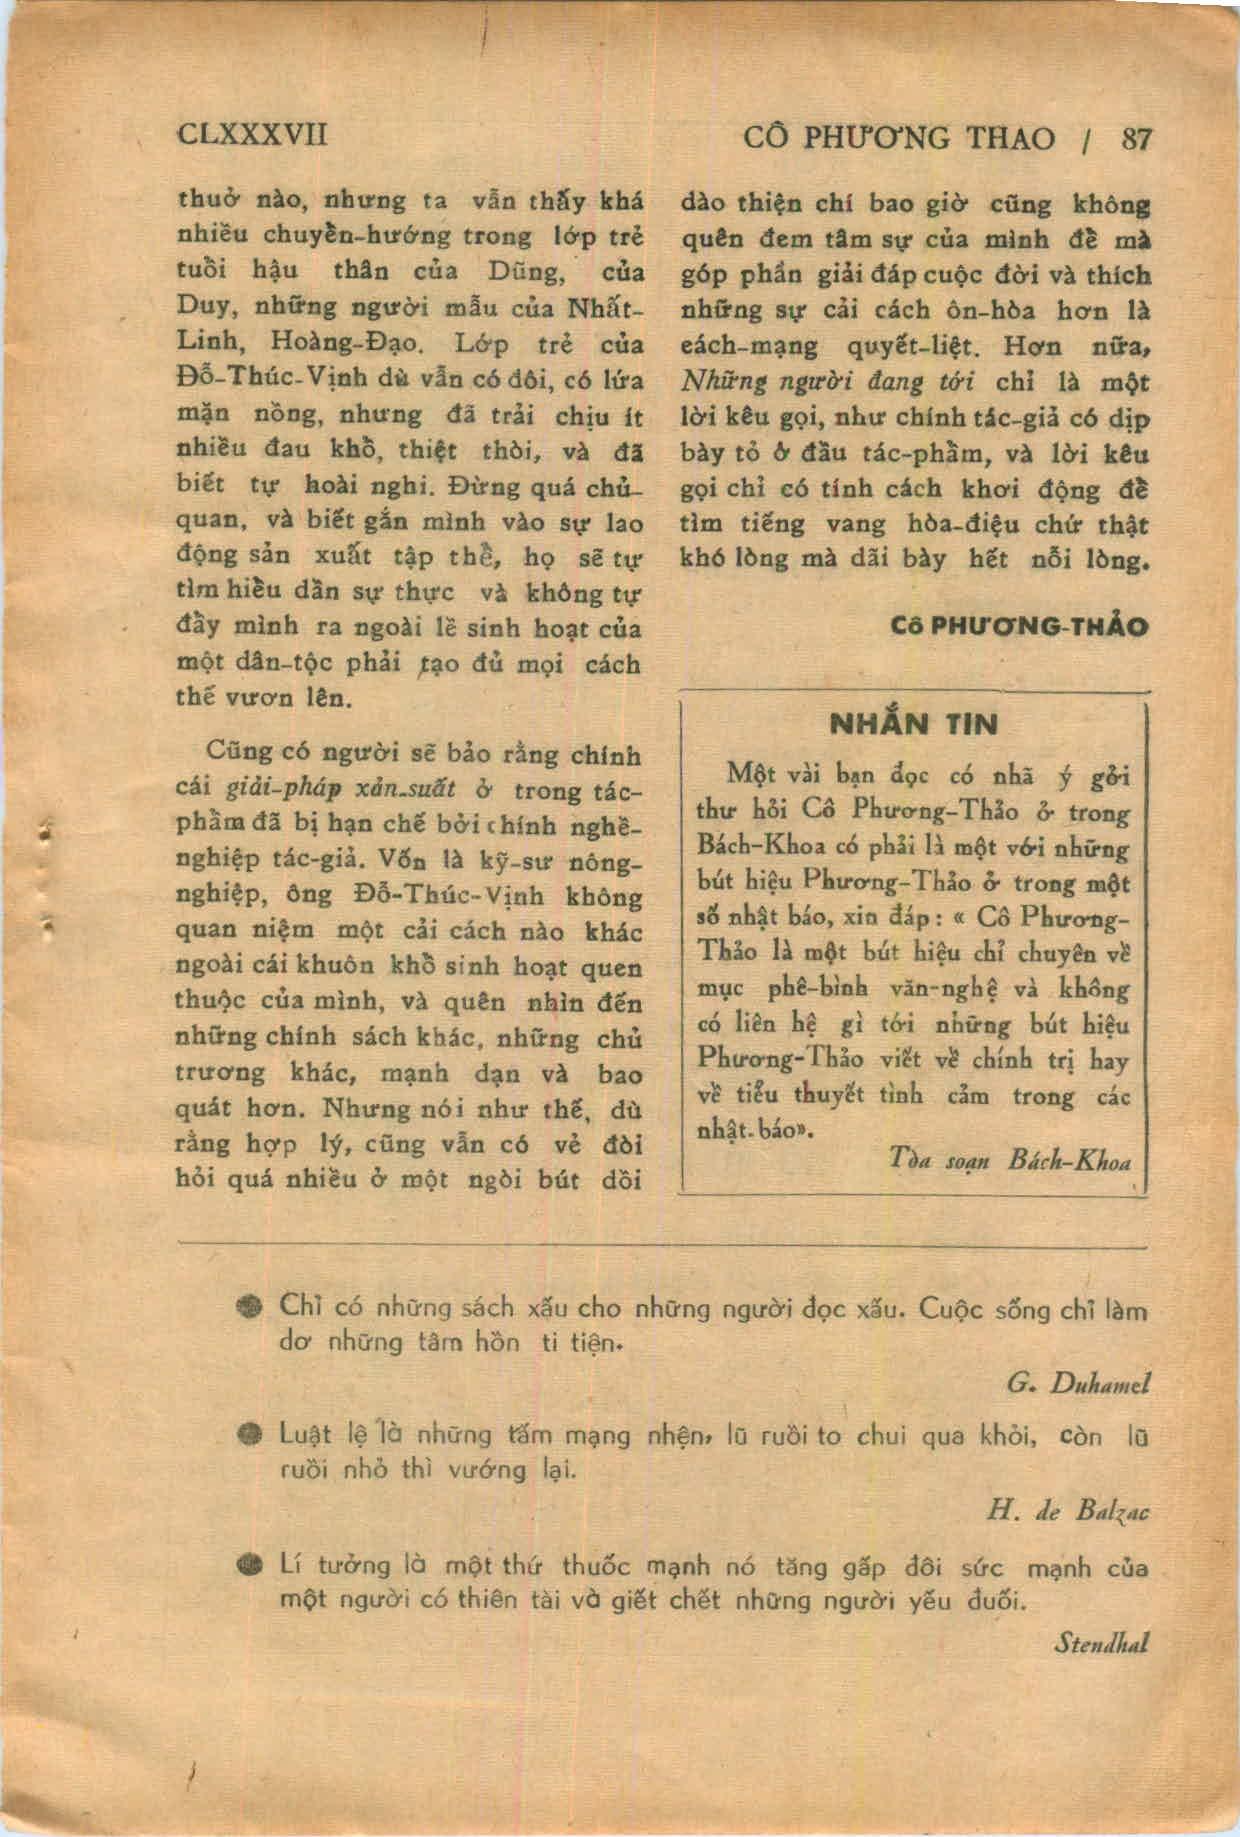 CLXXXVII
CÔ PHƯƠNG THAO / 87
thuở nào, nhưng ta vẫn thấy khá
nhiều chuyển-hướng trong lớp trẻ
tuổi hậu thân của Dũng, của
Duy, những người mẫu của Nhất-
Linh, Hoàng-Đạo. Lớp trẻ của
Đỗ-Thúc-Vịnh dù vẫn có đôi, có lứa
mặn nồng, nhưng đã trải chịu ít
nhiều đau khổ, thiệt thòi, và đã
biết tự hoài nghi. Đừng quá chủ-
quan, và biết gắn mình vào sự lao
động sản xuất tập thể, họ sẽ tự
tìm hiểu dần sự thực và không tự
đầy mình ra ngoài lề sinh hoạt của
một dân-tộc phải tạo đủ mọi cách
thế vươn lên.
Cũng có người sẽ bảo rằng chính
cái giải-pháp xản-suất ở trong tác-
phẩm đã bị hạn chế bởi chính nghề-
nghiệp tác-giả. Vốn là kỹ-sư nông-
nghiệp, ông Đỗ-Thúc-Vịnh không
quan niệm một cải cách nào khác
ngoài cái khuôn khổ sinh hoạt quen
thuộc của mình, và quên nhìn đến
những chính sách khác, những chủ
trương khác, mạnh dạn và bao
quát hơn. Nhưng nói như thế, dù
rằng hợp lý, cũng vẫn có vẻ đòi
hỏi quá nhiều ở một ngòi bút dồi
dào thiện chí bao giờ cũng không
quên đem tâm sự của mình để mà
góp phần giải đáp cuộc đời và thích
những sự cải cách ôn-hòa hơn là
eách-mạng quyết-liệt. Hơn nữa,
Những người đang tới chỉ là một
lời kêu gọi, như chính tác-giả có dịp
bày tỏ ở đầu tác-phẩm, và lời kêu
gọi chỉ có tính cách khơi động để
tìm tiếng vang hòa-điệu chứ thật
khó lòng mà dãi bày hết nỗi lòng.
Cô PHƯƠNG-THẢO
NHẮN TIN
Một vài bạn đọc có nhã ý gởi
thư hỏi Cô Phương-Thảo ở trong
Bách-Khoa có phải là một với những
bút hiệu Phương-Thảo ở trong một
số nhật báo, xin đáp : « Cô Phương-
Thảo là một bút hiệu chỉ chuyên về
mục phê-bình văn-nghệ và không
có liên hệ gì tới những bút hiệu
Phương-Thảo viết về chính trị hay
về tiểu thuyết tình cảm trong các
nhật-báo».
Tòa soạn Bách-Khoa
● Chỉ có những sách xấu cho những người đọc xấu. Cuộc sống chỉ làm
dơ những tâm hồn ti tiện.
G. Duhamel
● Luật lệ là những tấm mạng nhện, lũ ruồi to chui qua khỏi, còn lũ
ruồi nhỏ thì vướng lại.
H. de Balzac
● Lí tưởng là một thứ thuốc mạnh nó tăng gấp đôi sức mạnh của
một người có thiên tài và giết chết những người yếu đuối.
Stendhal